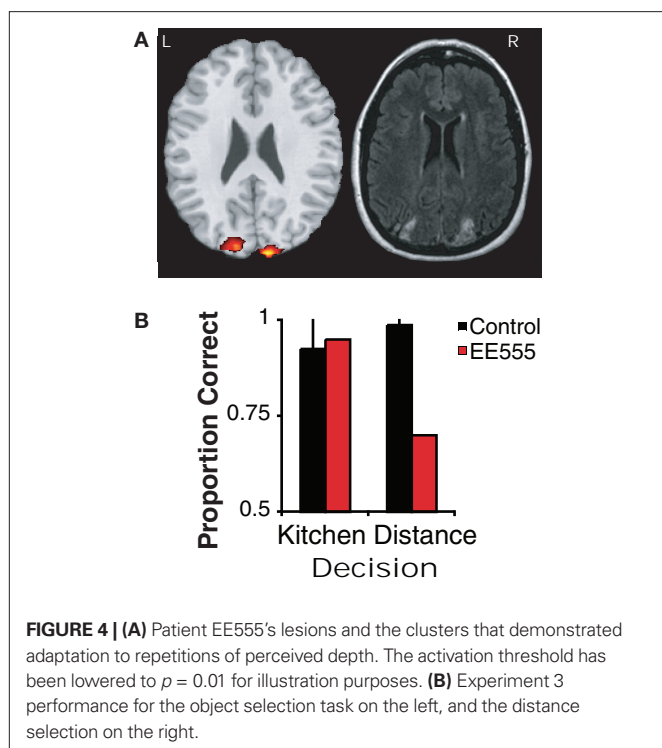 A L R
B
1
Control
EE555
Proportion Correct
0.75
0.5
Kitchen Distance
Decision
FIGURE 4 | (A) Patient EE555's lesions and the clusters that demonstrated
adaptation to repetitions of perceived depth. The activation threshold has
been lowered to p = 0.01 for illustration purposes. (B) Experiment 3
performance for the object selection task on the left, and the distance
selection on the right.